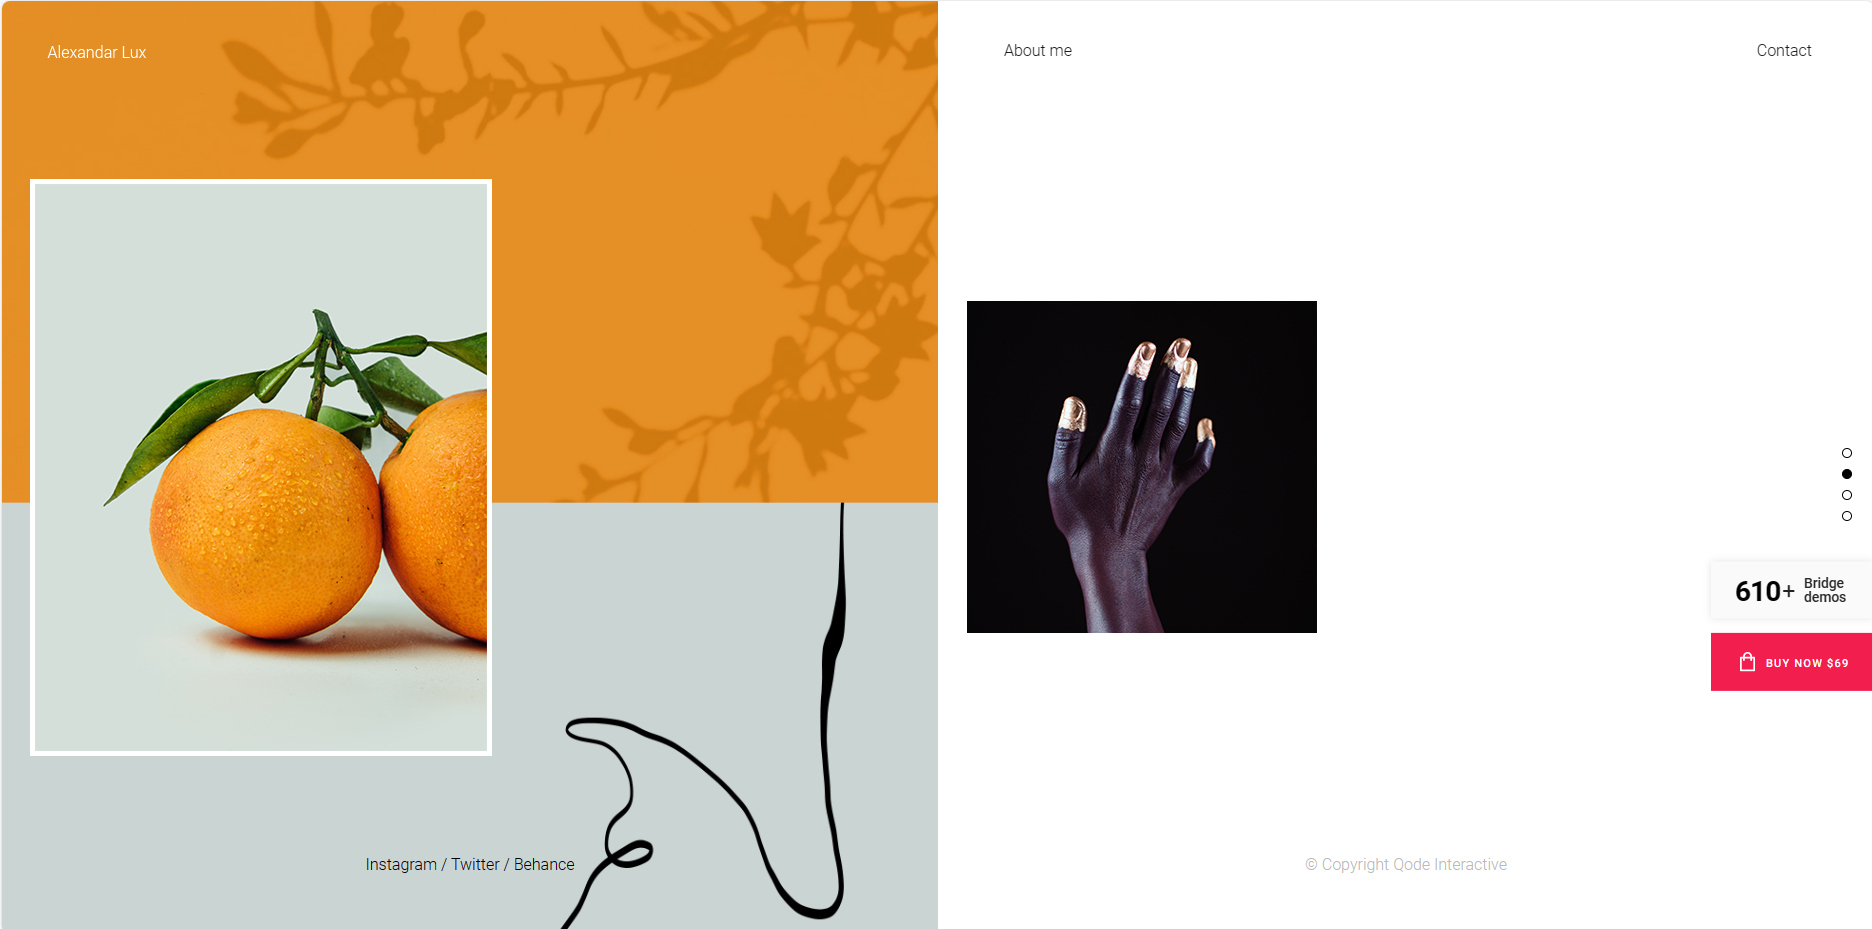 Alexandar Lux
About me
Contact
610+
Bridge
demos
BUY NOW $69
Instagram / Twitter / Behance
© Copyright Qode Interactive